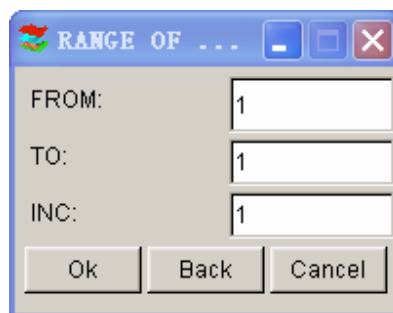 RANGE OF ...
FROM: 1
TO: 1
INC: 1
Ok Back Cancel